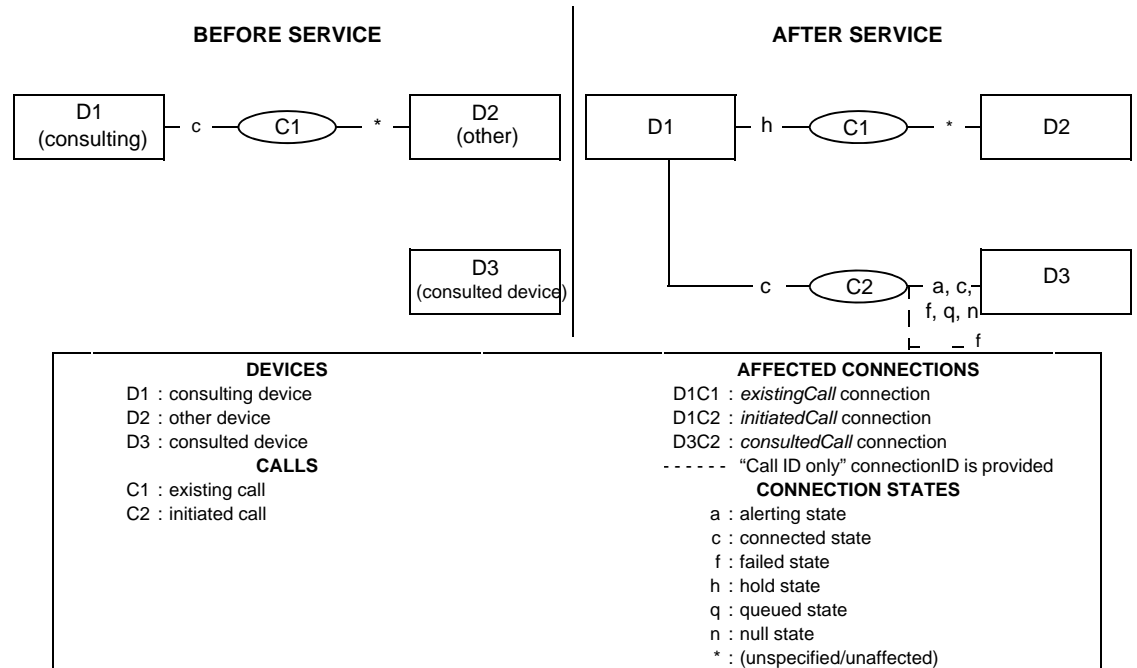 BEFORE SERVICE
AFTER SERVICE
D1
(consulting)
c
C1
*
D2
(other)
D3
(consulted device)
D1
h
C1
*
D2
c
C2
a, c,
f, q, n
D3
f
DEVICES
D1 : consulting device
D2 : other device
D3 : consulted device
CALLS
C1 : existing call
C2 : initiated call
AFFECTED CONNECTIONS
D1C1 : existingCall connection
D1C2 : initiatedCall connection
D3C2 : consultedCall connection
- - - - - - “Call ID only” connectionID is provided
CONNECTION STATES
a : alerting state
c : connected state
f : failed state
h : hold state
q : queued state
n : null state
* : (unspecified/unaffected)